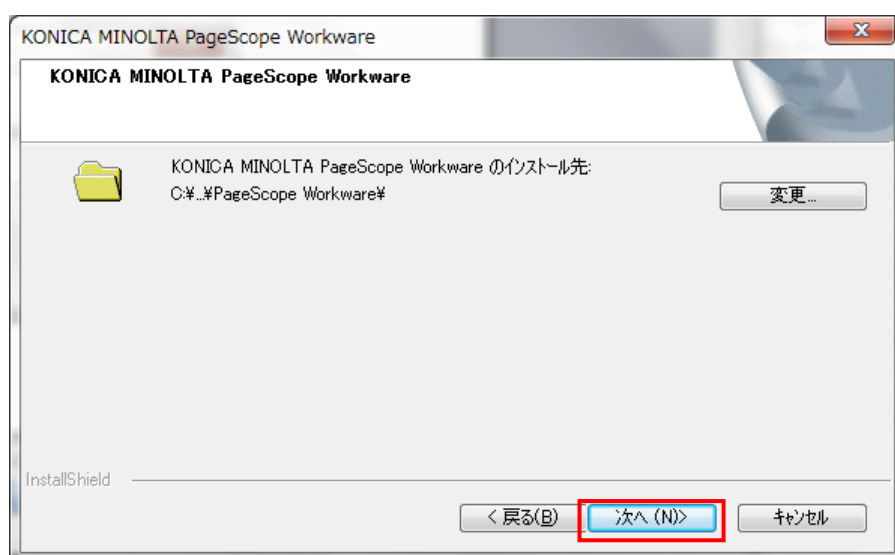 KONICA MINOLTA PageScope Workware
KONICA MINOLTA PageScope Workware
KONICA MINOLTA PageScope Workware のインストール先:
C:¥...¥PageScope Workware¥
変更...
InstallShield
< 戻る(B)
次へ (N)>
キャンセル